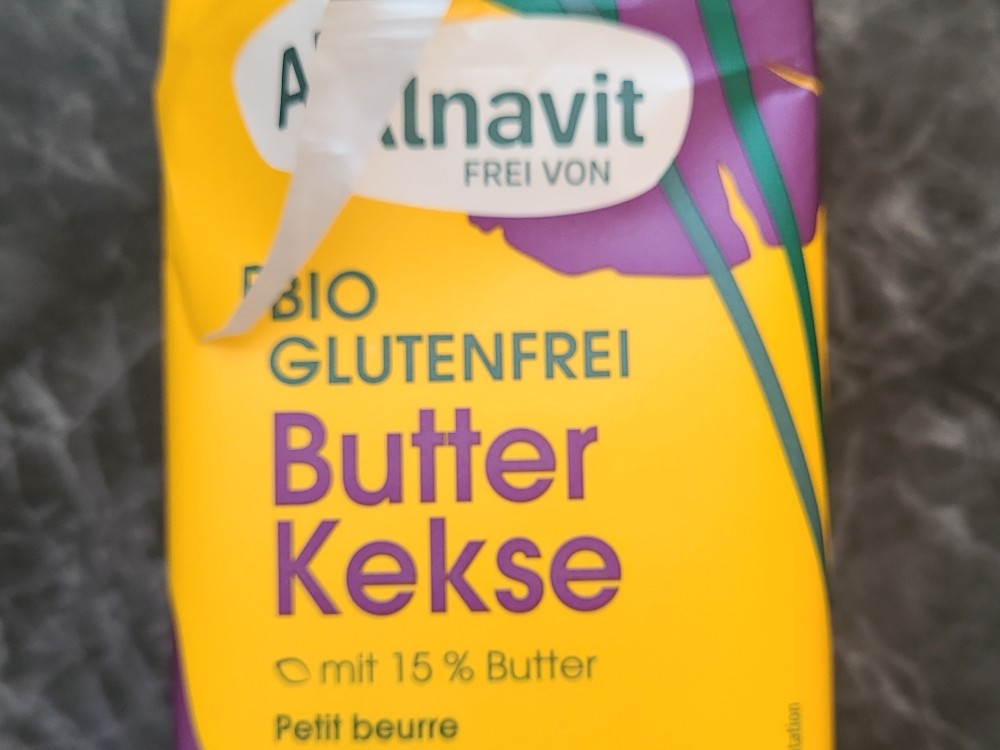 Alnavit
FREI VON
BIO
GLUTENFREI
Butter
Kekse
mit 15 % Butter
Petit beurre